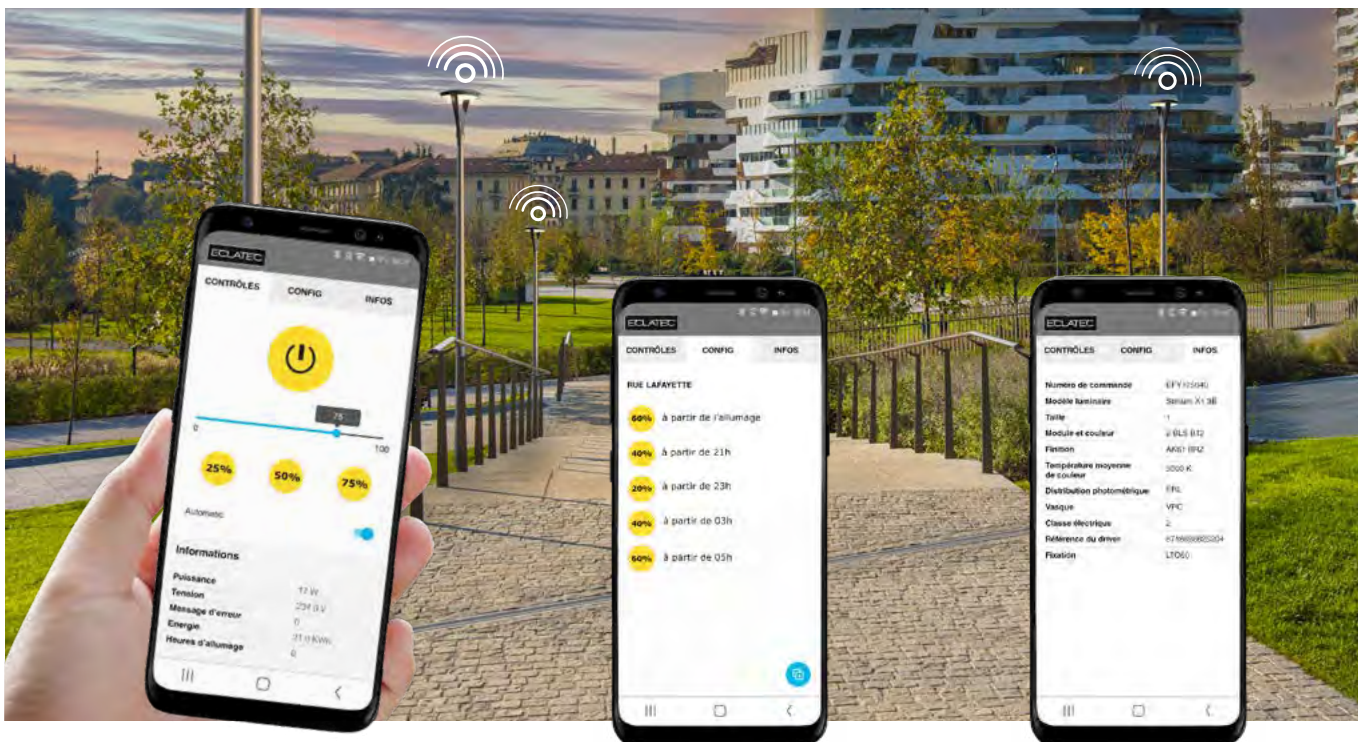 ECLATEC
CONTRÔLES CONFIG INFOS
75
0 100
25% 50% 75%
Automatic
Informations
Puissance 17 W
Tension
Message d'erreur 0
Energie
Heures d'allumage 0
ECLATEC
CONTRÔLES CONFIG INFOS
RUE LAFAYETTE
60% à partir de l'allumage
40% à partir de 21h
20% à partir de 23h
40% à partir de 03h
60% à partir de 05h
ECLATEC
CONTRÔLES CONFIG INFOS
Numéro de commande
Modèle luminaire
Taille 1
Module et couleur
Finition
Température moyenne
de couleur 3000 K
Distribution photométrique
Vasque VPC
Classe électrique 2
Référence du driver
Fixation LTO60